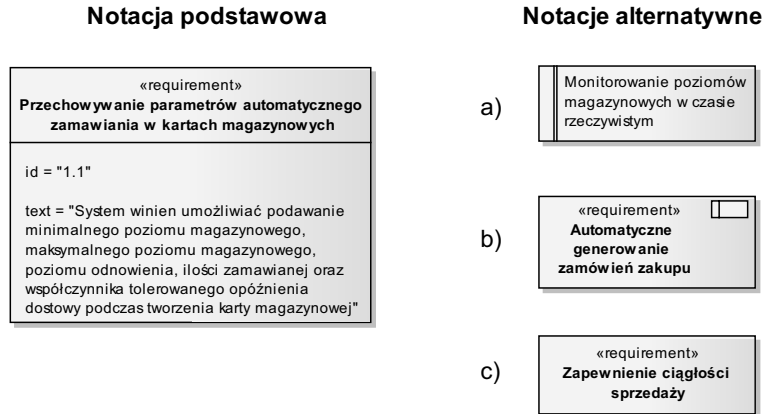 Notacja podstawowa
«requirement»
Przechowywanie parametrów automatycznego
zamawiania w kartach magazynowych
id = "1.1"
text = "System winien umożliwiać podawanie
minimalnego poziomu magazynowego,
maksymalnego poziomu magazynowego,
poziomu odnowienia, ilości zamawianej oraz
współczynnika tolerowanego opóźnienia
dostowy podczas tworzenia karty magazynowej"
Notacje alternatywne
a)
Monitorowanie poziomów
magazynowych w czasie
rzeczywistym
b)
«requirement»
Automatyczne
generowanie
zamówień zakupu
c)
«requirement»
Zapewnienie ciągłości
sprzedaży